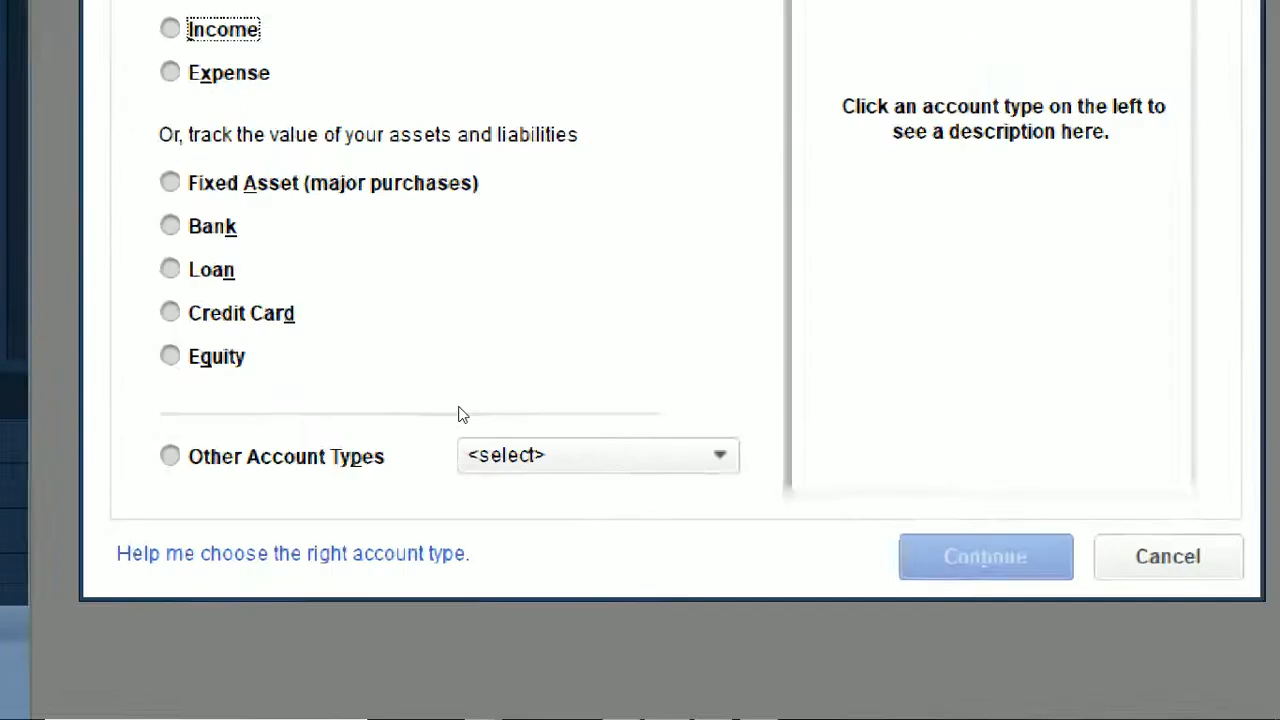 Income
Expense
Or, track the value of your assets and liabilities
Fixed Asset (major purchases)
Bank
Loan
Credit Card
Equity
Other Account Types
<select>
Click an account type on the left to
see a description here.
Help me choose the right account type.
Continue
Cancel